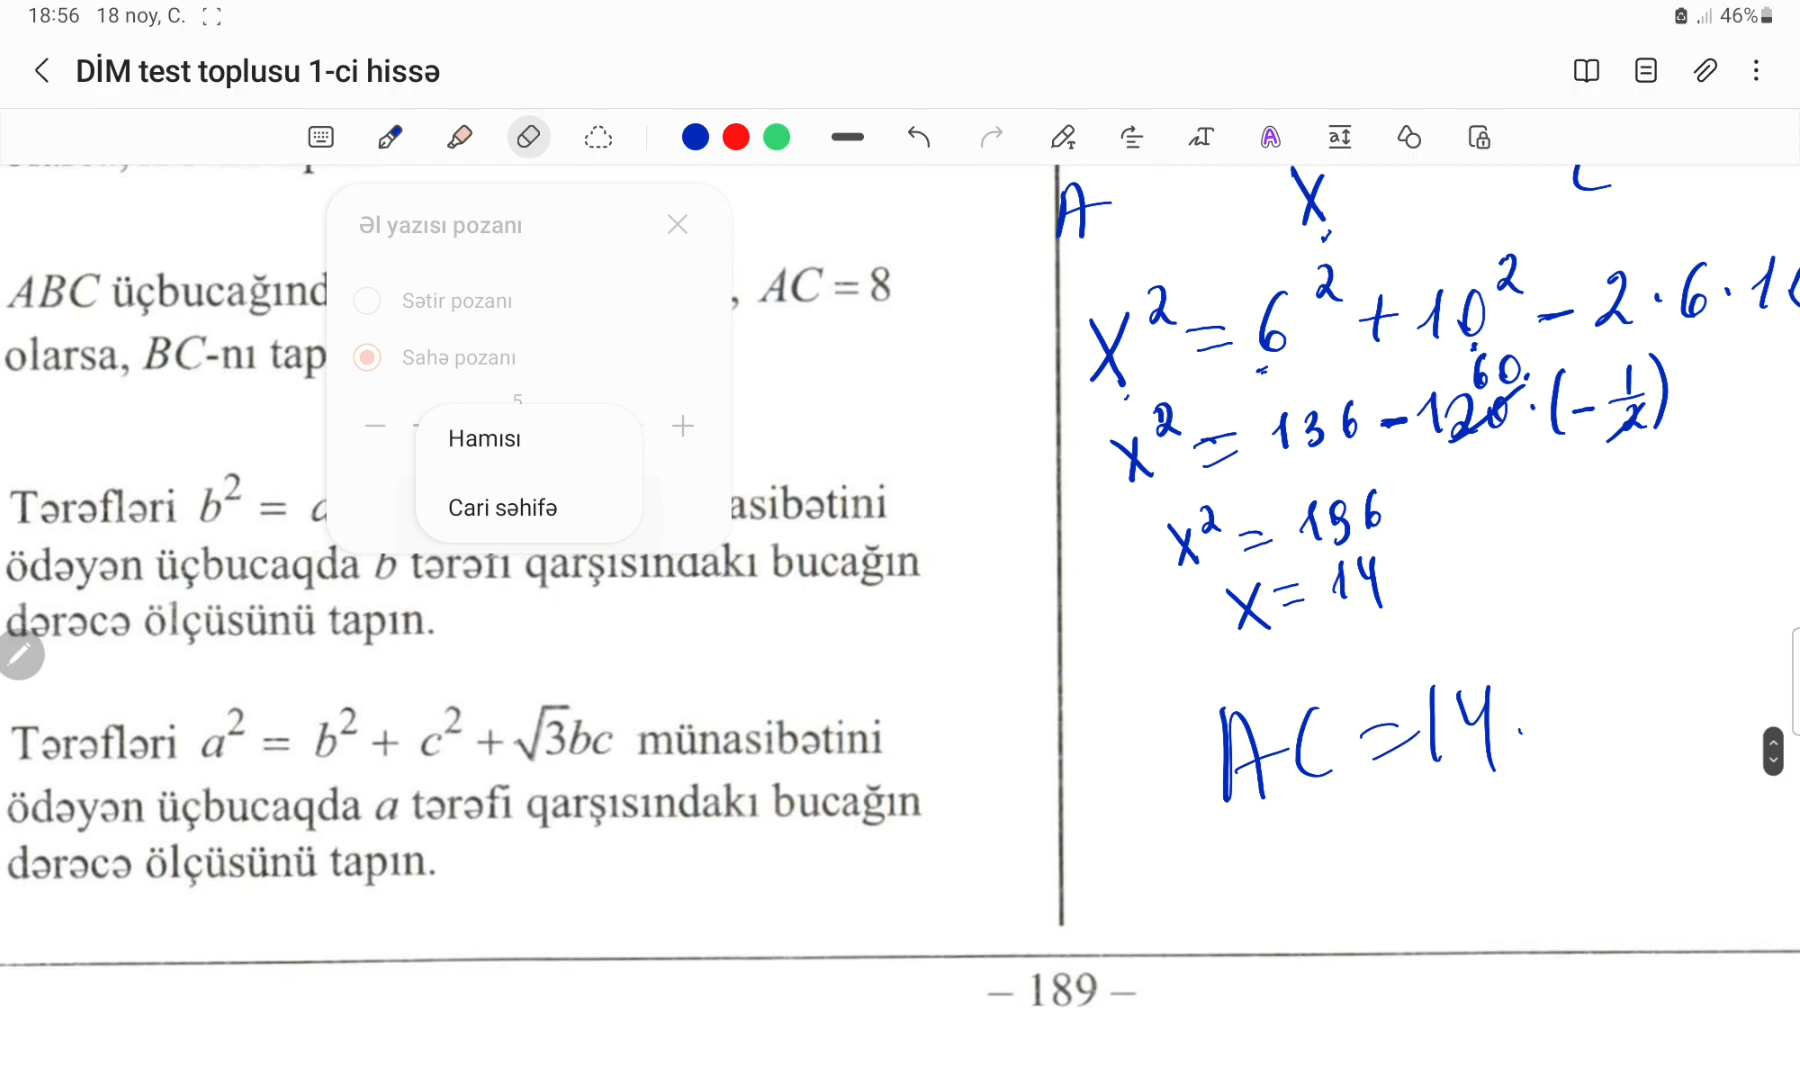 18:56 18 noy, C.
46%
DİM test toplusu 1-ci hissə
A X
ABC üçbucağınd , AC = 8
olarsa, BC-nı tap
Əl yazısı pozanı
Sətir pozanı
Sahə pozanı
5
Hamısı
Cari səhifə
Tərəfləri b² = asibətini
ödəyən üçbucaqda b tərəfi qarşısındakı bucağın
dərəcə ölçüsünü tapın.
Tərəfləri a² = b² + c² + √3bc münasibətini
ödəyən üçbucaqda a tərəfi qarşısındakı bucağın
dərəcə ölçüsünü tapın.
x² = 6² + 10² - 2 · 6 · 1
60
x² = 136 - 120 · (- 1/2)
x² = 196
x = 14
AC = 14.
– 189 –